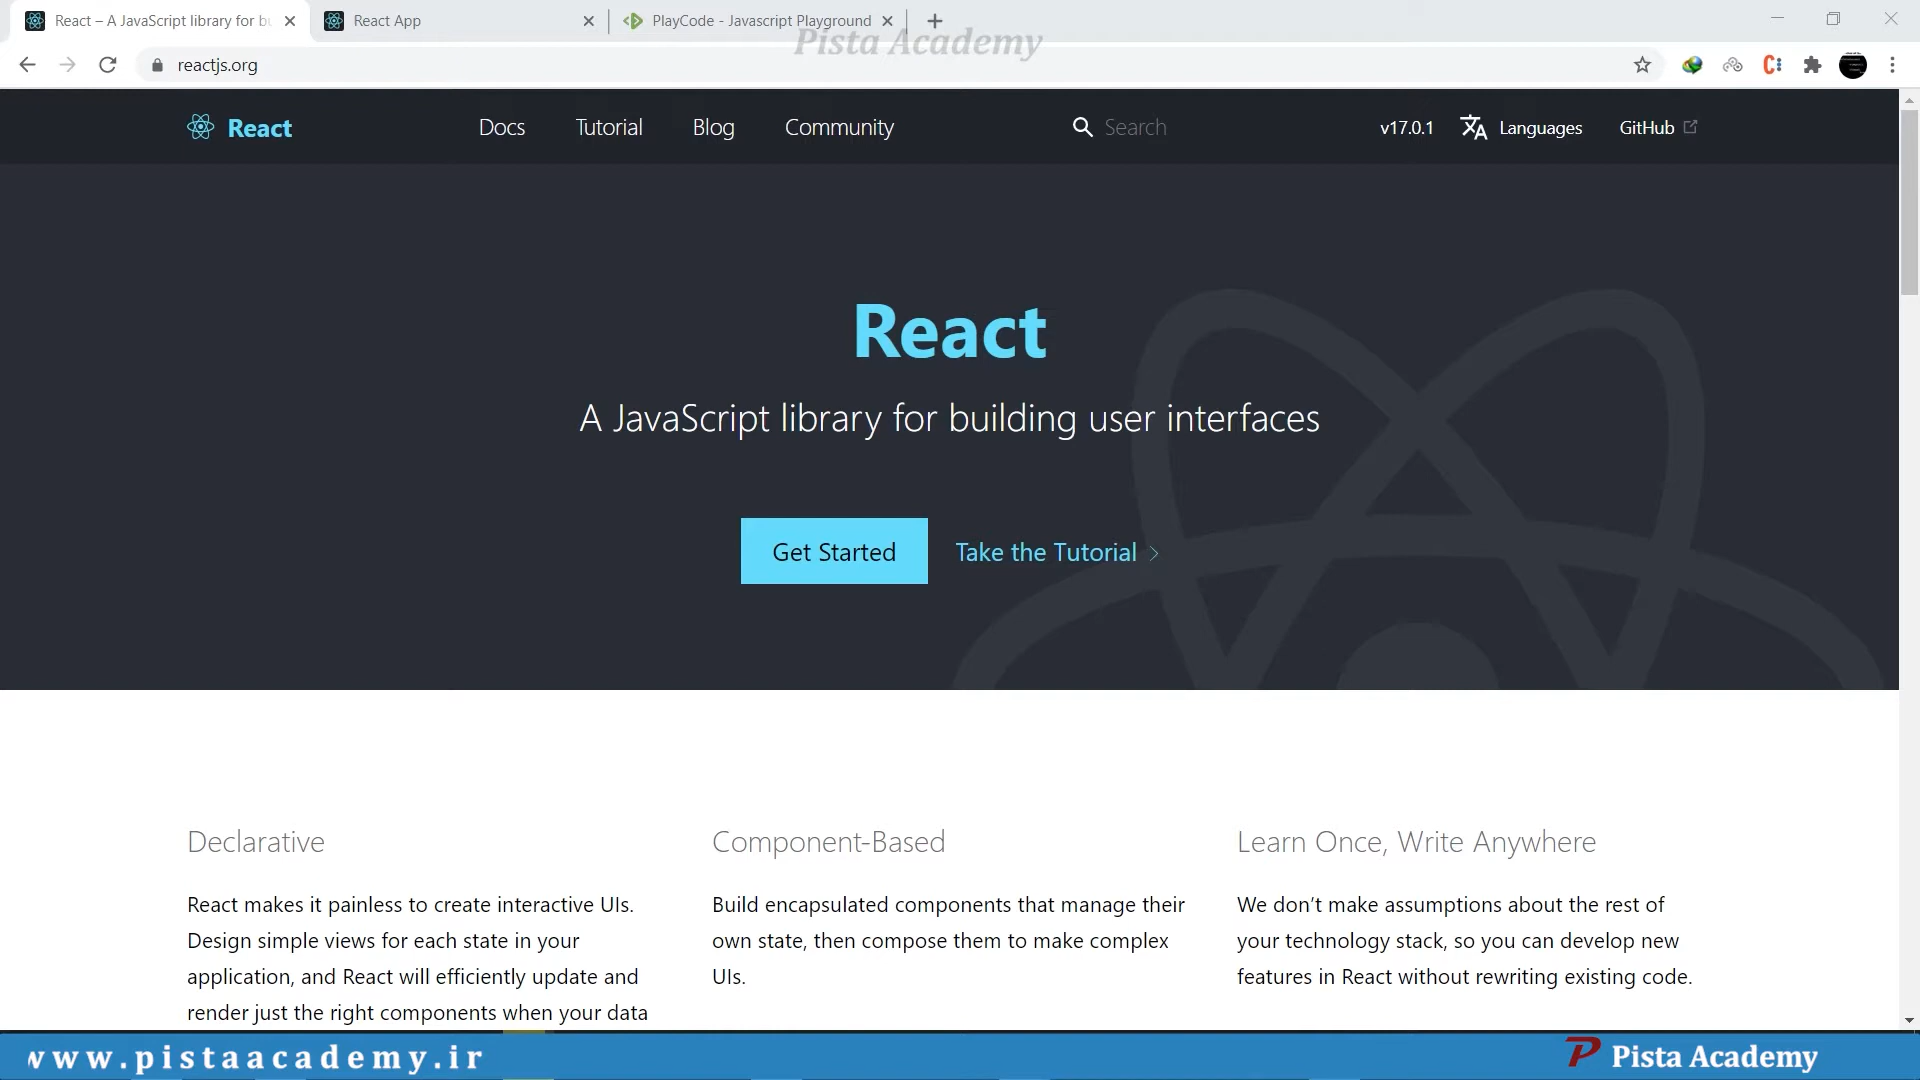 React – A JavaScript library for bu
React App
PlayCode - Javascript Playground
Pista Academy
reactjs.org
React
Docs
Tutorial
Blog
Community
Search
v17.0.1
Languages
GitHub
React
A JavaScript library for building user interfaces
Get Started
Take the Tutorial
Declarative
React makes it painless to create interactive UIs.
Design simple views for each state in your
application, and React will efficiently update and
render just the right components when your data
Component-Based
Build encapsulated components that manage their
own state, then compose them to make complex
UIs.
Learn Once, Write Anywhere
We don’t make assumptions about the rest of
your technology stack, so you can develop new
features in React without rewriting existing code.
www.pistaacademy.ir
Pista Academy